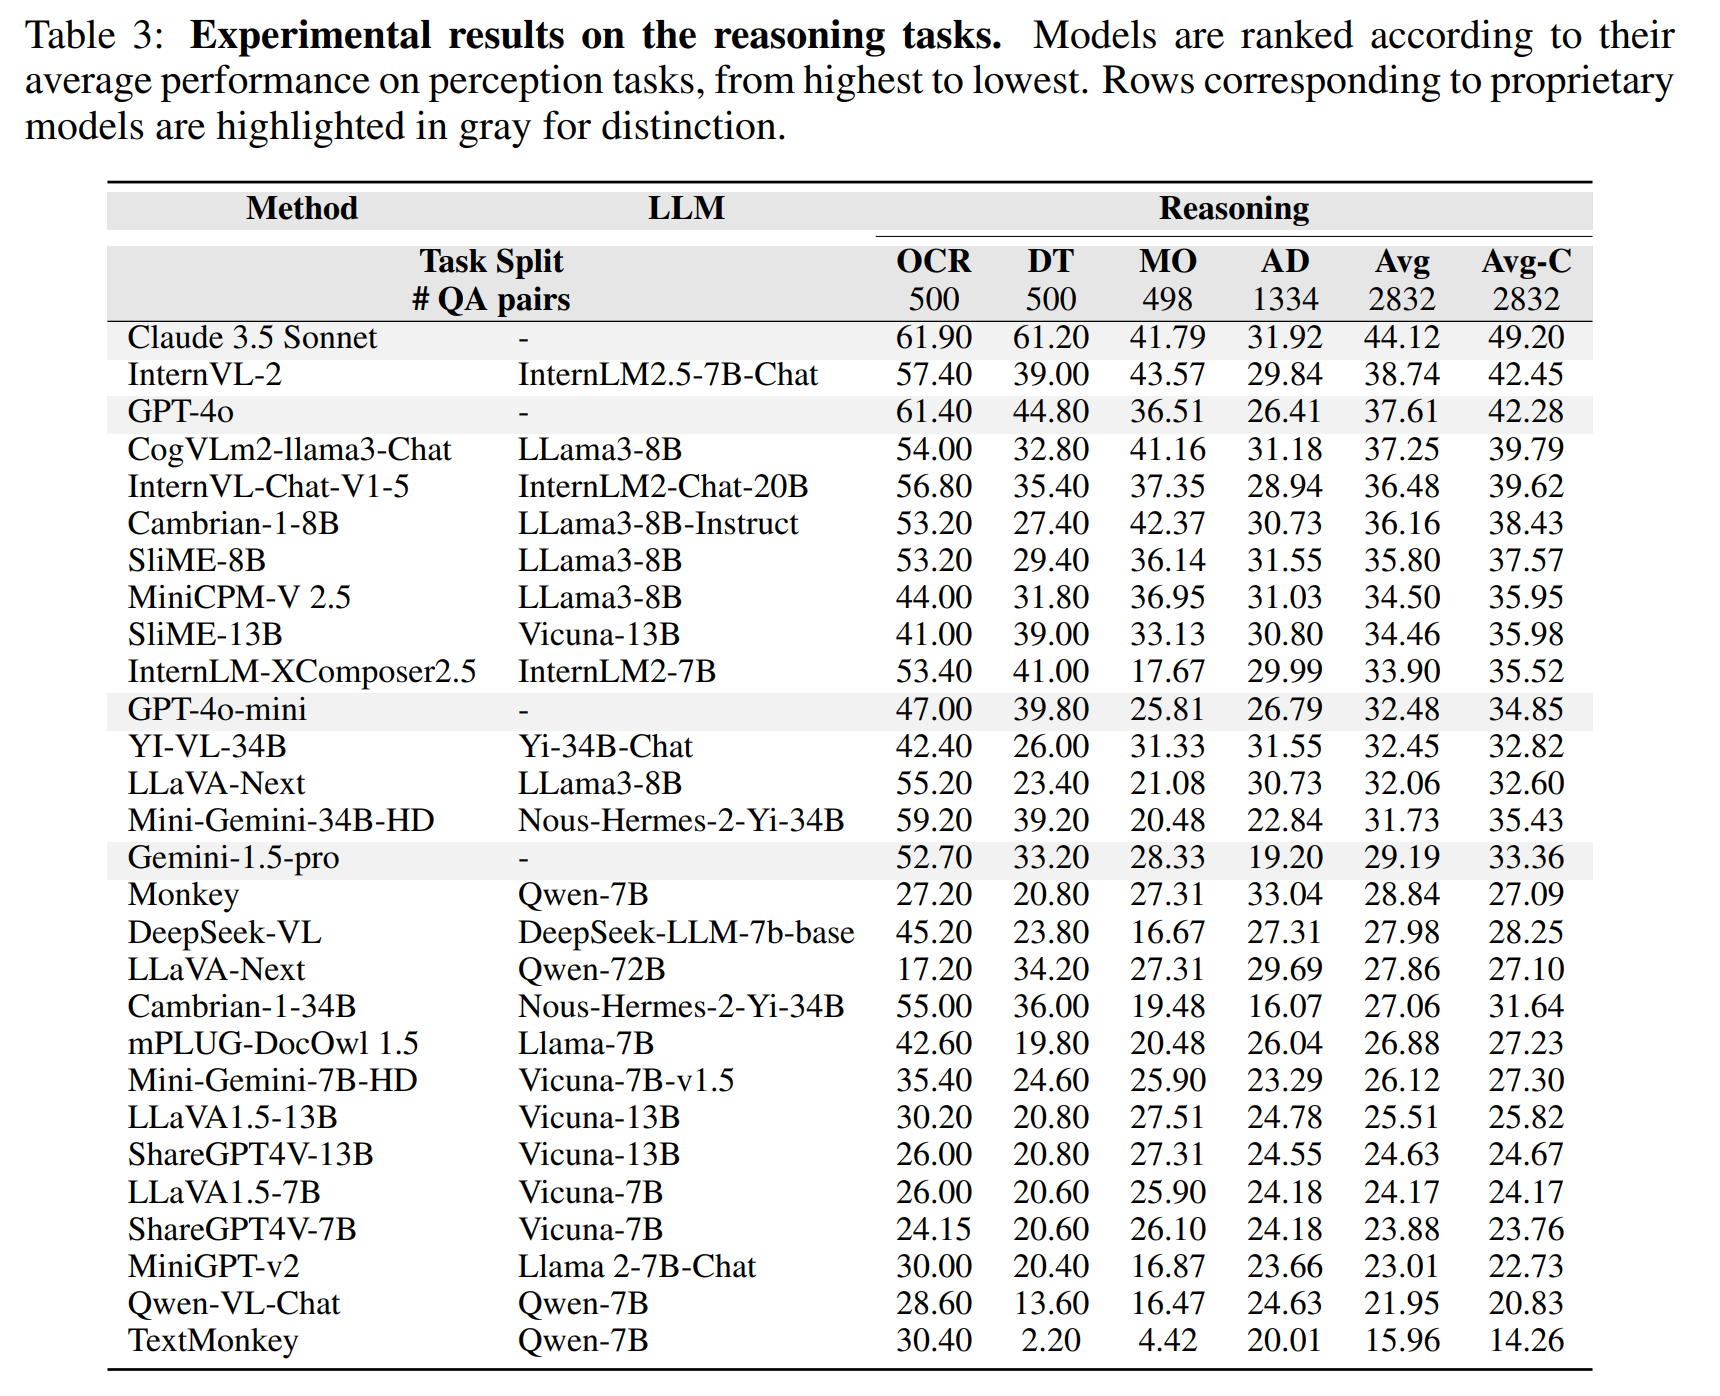 Table 3: Experimental results on the reasoning tasks. Models are ranked according to their
average performance on perception tasks, from highest to lowest. Rows corresponding to proprietary
models are highlighted in gray for distinction.
Method LLM Reasoning
Task Split OCR DT MO AD Avg Avg-C
# QA pairs 500 500 498 1334 2832 2832
Claude 3.5 Sonnet - 61.90 61.20 41.79 31.92 44.12 49.20
InternVL-2 InternLM2.5-7B-Chat 57.40 39.00 43.57 29.84 38.74 42.45
GPT-4o - 61.40 44.80 36.51 26.41 37.61 42.28
CogVLm2-llama3-Chat LLama3-8B 54.00 32.80 41.16 31.18 37.25 39.79
InternVL-Chat-V1-5 InternLM2-Chat-20B 56.80 35.40 37.35 28.94 36.48 39.62
Cambrian-1-8B LLama3-8B-Instruct 53.20 27.40 42.37 30.73 36.16 38.43
SliME-8B LLama3-8B 53.20 29.40 36.14 31.55 35.80 37.57
MiniCPM-V 2.5 LLama3-8B 44.00 31.80 36.95 31.03 34.50 35.95
SliME-13B Vicuna-13B 41.00 39.00 33.13 30.80 34.46 35.98
InternLM-XComposer2.5 InternLM2-7B 53.40 41.00 17.67 29.99 33.90 35.52
GPT-4o-mini - 47.00 39.80 25.81 26.79 32.48 34.85
YI-VL-34B Yi-34B-Chat 42.40 26.00 31.33 31.55 32.45 32.82
LLaVA-Next LLama3-8B 55.20 23.40 21.08 30.73 32.06 32.60
Mini-Gemini-34B-HD Nous-Hermes-2-Yi-34B 59.20 39.20 20.48 22.84 31.73 35.43
Gemini-1.5-pro - 52.70 33.20 28.33 19.20 29.19 33.36
Monkey Qwen-7B 27.20 20.80 27.31 33.04 28.84 27.09
DeepSeek-VL DeepSeek-LLM-7b-base 45.20 23.80 16.67 27.31 27.98 28.25
LLaVA-Next Qwen-72B 17.20 34.20 27.31 29.69 27.86 27.10
Cambrian-1-34B Nous-Hermes-2-Yi-34B 55.00 36.00 19.48 16.07 27.06 31.64
mPLUG-DocOwl 1.5 Llama-7B 42.60 19.80 20.48 26.04 26.88 27.23
Mini-Gemini-7B-HD Vicuna-7B-v1.5 35.40 24.60 25.90 23.29 26.12 27.30
LLaVA1.5-13B Vicuna-13B 30.20 20.80 27.51 24.78 25.51 25.82
ShareGPT4V-13B Vicuna-13B 26.00 20.80 27.31 24.55 24.63 24.67
LLaVA1.5-7B Vicuna-7B 26.00 20.60 25.90 24.18 24.17 24.17
ShareGPT4V-7B Vicuna-7B 24.15 20.60 26.10 24.18 23.88 23.76
MiniGPT-v2 Llama 2-7B-Chat 30.00 20.40 16.87 23.66 23.01 22.73
Qwen-VL-Chat Qwen-7B 28.60 13.60 16.47 24.63 21.95 20.83
TextMonkey Qwen-7B 30.40 2.20 4.42 20.01 15.96 14.26